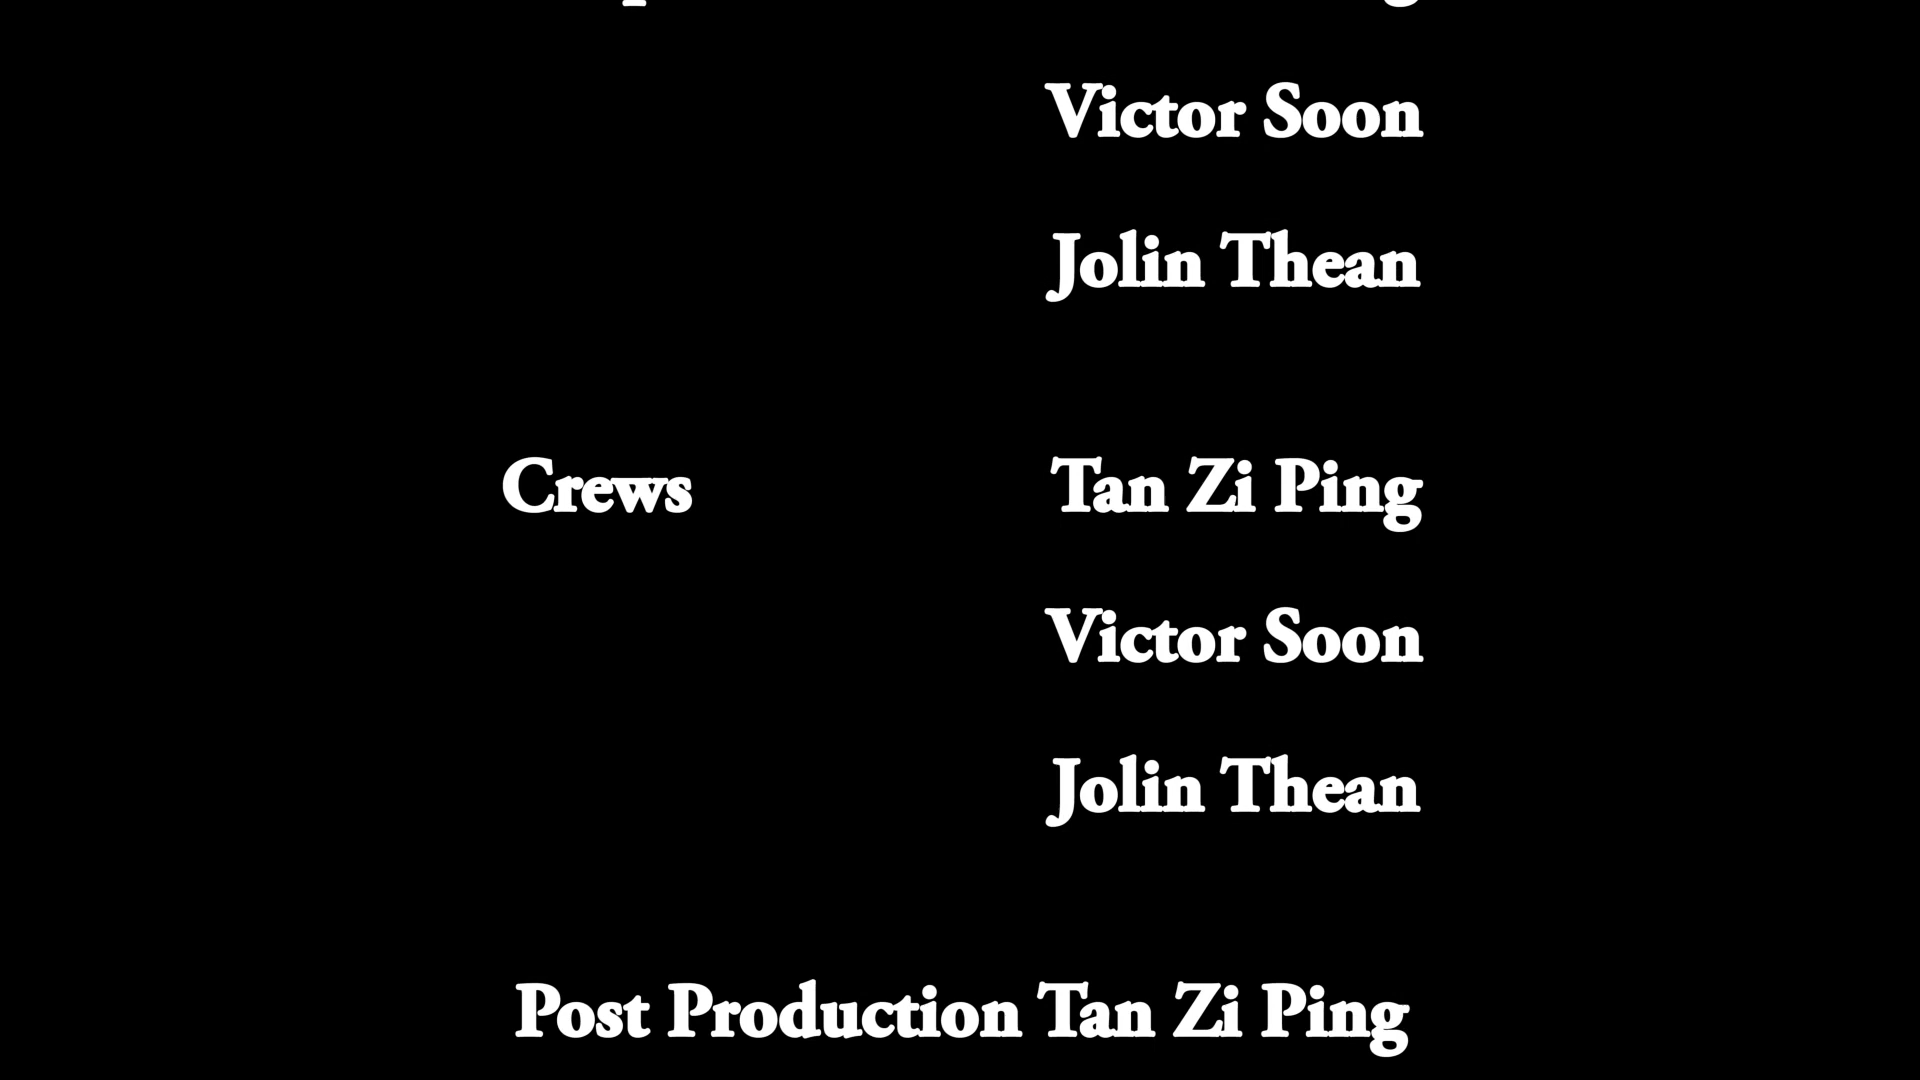 Victor Soon
Jolin Thean
Crews Tan Zi Ping
Victor Soon
Jolin Thean
Post Production Tan Zi Ping